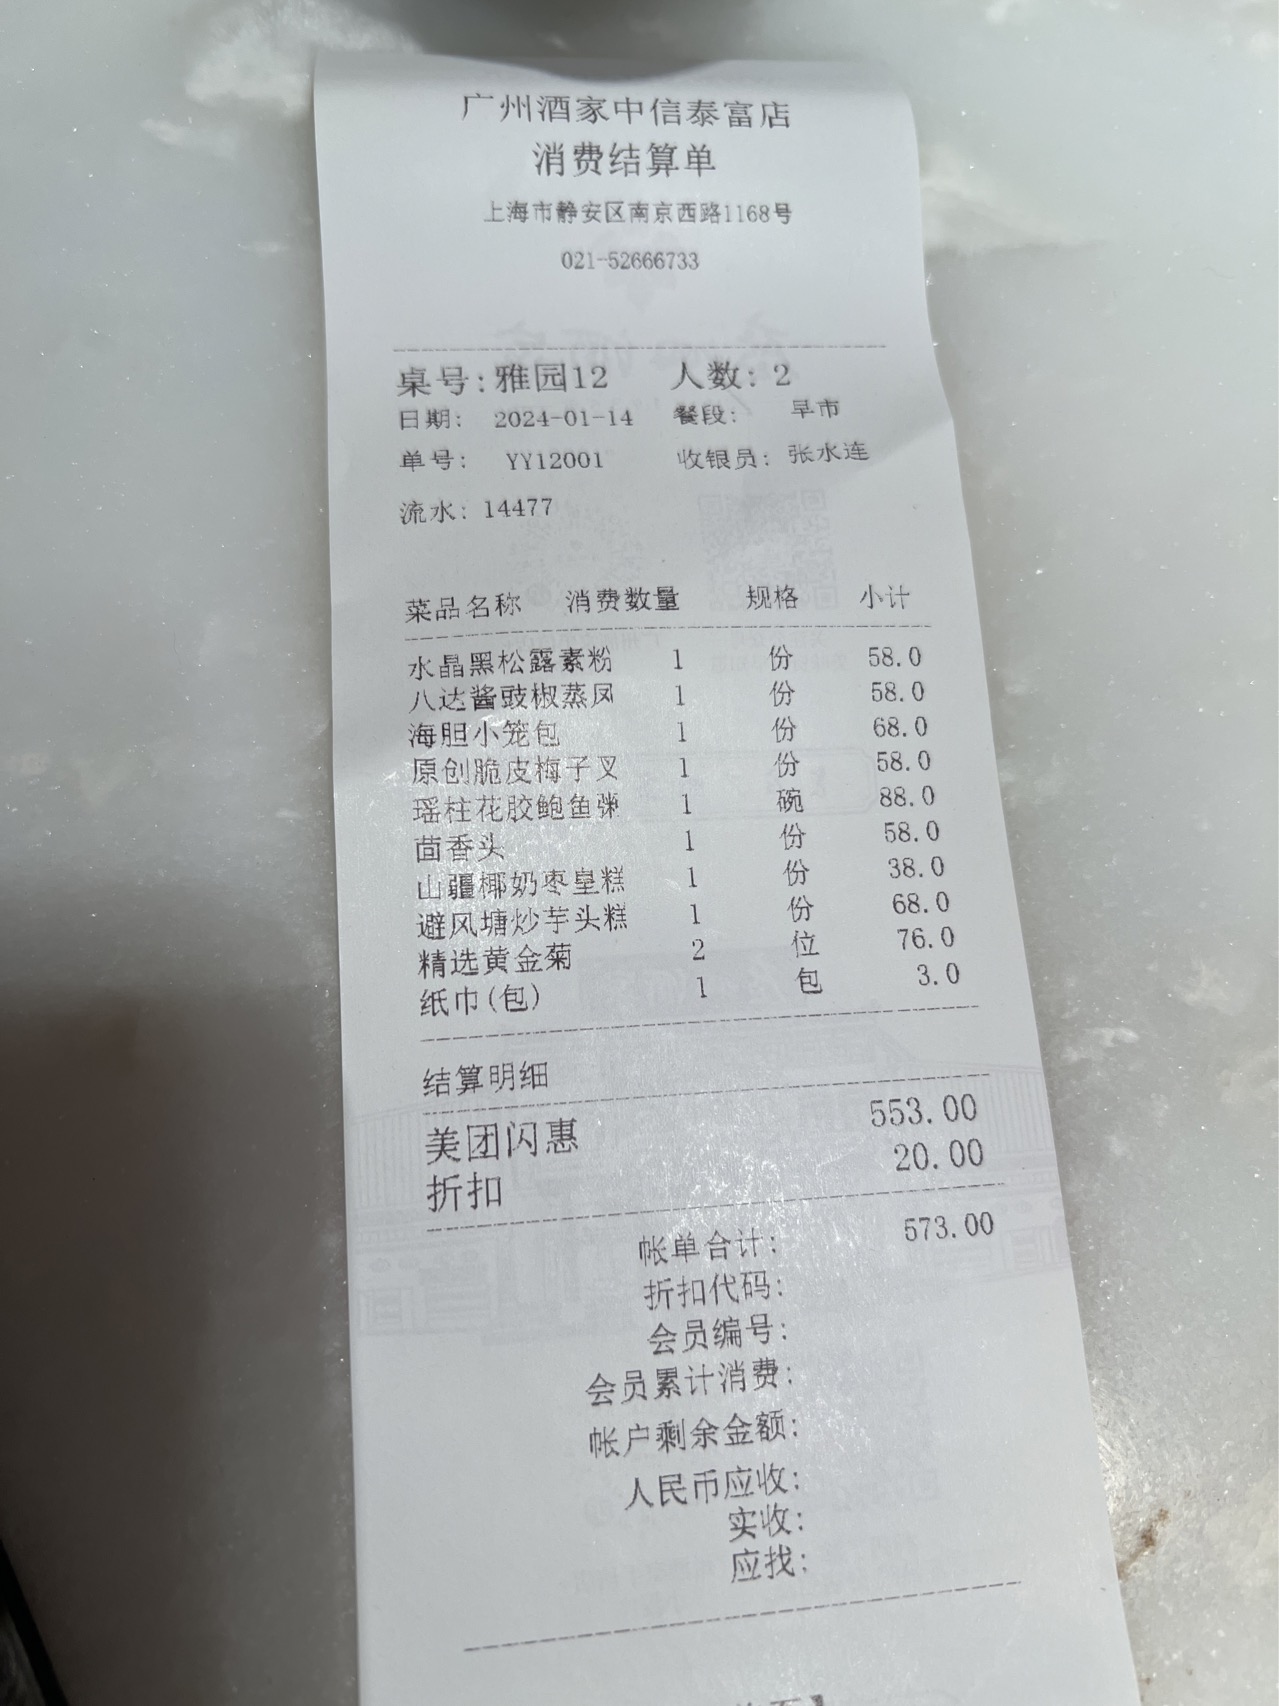 广州酒家中信泰富店
消费结算单
上海市静安区南京西路1168号
021-52666733
桌号:雅园12 人数:2
日期: 2024-01-14 餐段: 早市
单号: YY12001 收银员: 张水连
流水: 14477
菜品名称 消费数量 规格 小计
水晶黑松露素粉 1 份 58.0
八达酱豉椒蒸凤 1 份 58.0
海胆小笼包 1 份 68.0
原创脆皮梅子叉 1 份 58.0
瑶柱花胶鲍鱼粥 1 碗 88.0
茴香头 1 份 58.0
山疆椰奶枣皇糕 1 份 38.0
避风塘炒芋头糕 1 份 68.0
精选黄金菊 2 位 76.0
纸巾(包) 1 包 3.0
结算明细
美团闪惠 553.00
折扣 20.00
帐单合计: 573.00
折扣代码:
会员编号:
会员累计消费:
帐户剩余金额:
人民币应收:
实收:
应找: